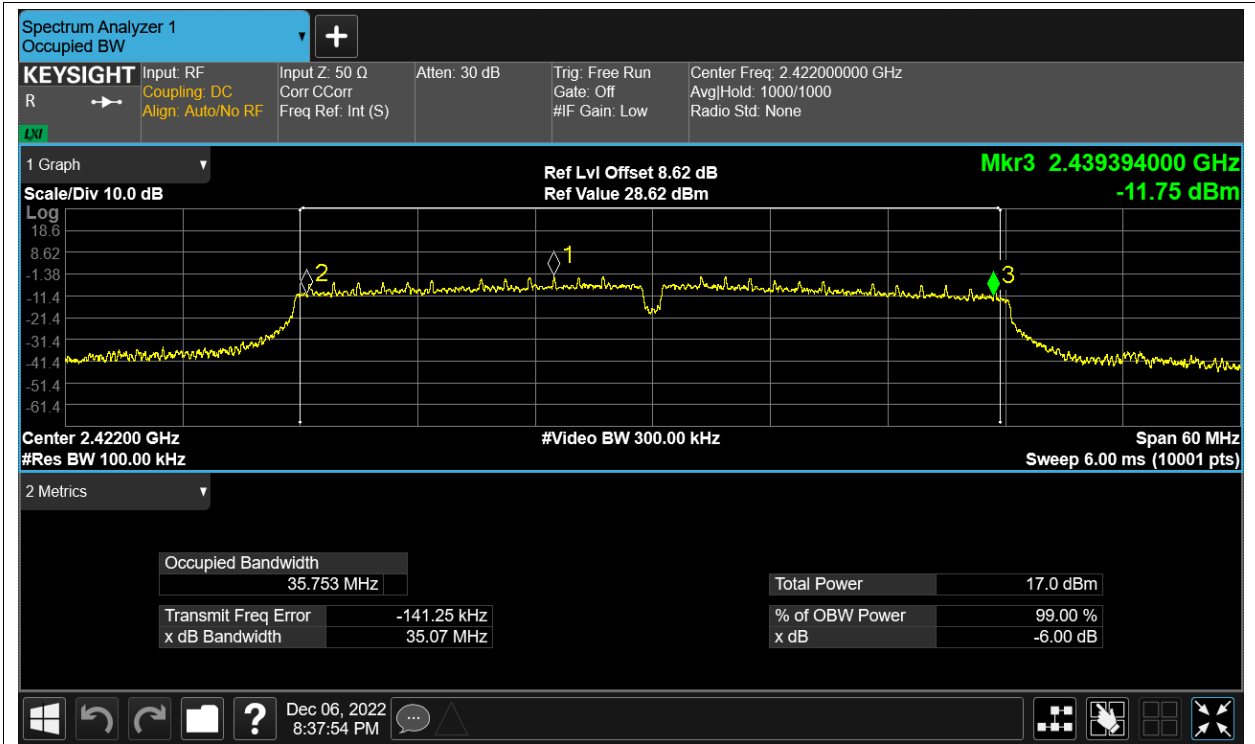 Spectrum Analyzer 1
Occupied BW
KEYSIGHT
R
LXI
Input: RF
Coupling: DC
Align: Auto/No RF
Input Z: 50 Ω
Corr CCorr
Freq Ref: Int (S)
Atten: 30 dB
Trig: Free Run
Gate: Off
#IF Gain: Low
Center Freq: 2.422000000 GHz
Avg|Hold: 1000/1000
Radio Std: None
1 Graph
Scale/Div 10.0 dB
Ref Lvl Offset 8.62 dB
Ref Value 28.62 dBm
Mkr3 2.439394000 GHz
-11.75 dBm
Log
18.6
8.62
-1.38
-11.4
-21.4
-31.4
-41.4
-51.4
-61.4
2
1
3
Center 2.42200 GHz
#Res BW 100.00 kHz
#Video BW 300.00 kHz
Span 60 MHz
Sweep 6.00 ms (10001 pts)
2 Metrics
Occupied Bandwidth
35.753 MHz
Transmit Freq Error -141.25 kHz
x dB Bandwidth 35.07 MHz
Total Power 17.0 dBm
% of OBW Power 99.00 %
x dB -6.00 dB
?
Dec 06, 2022
8:37:54 PM